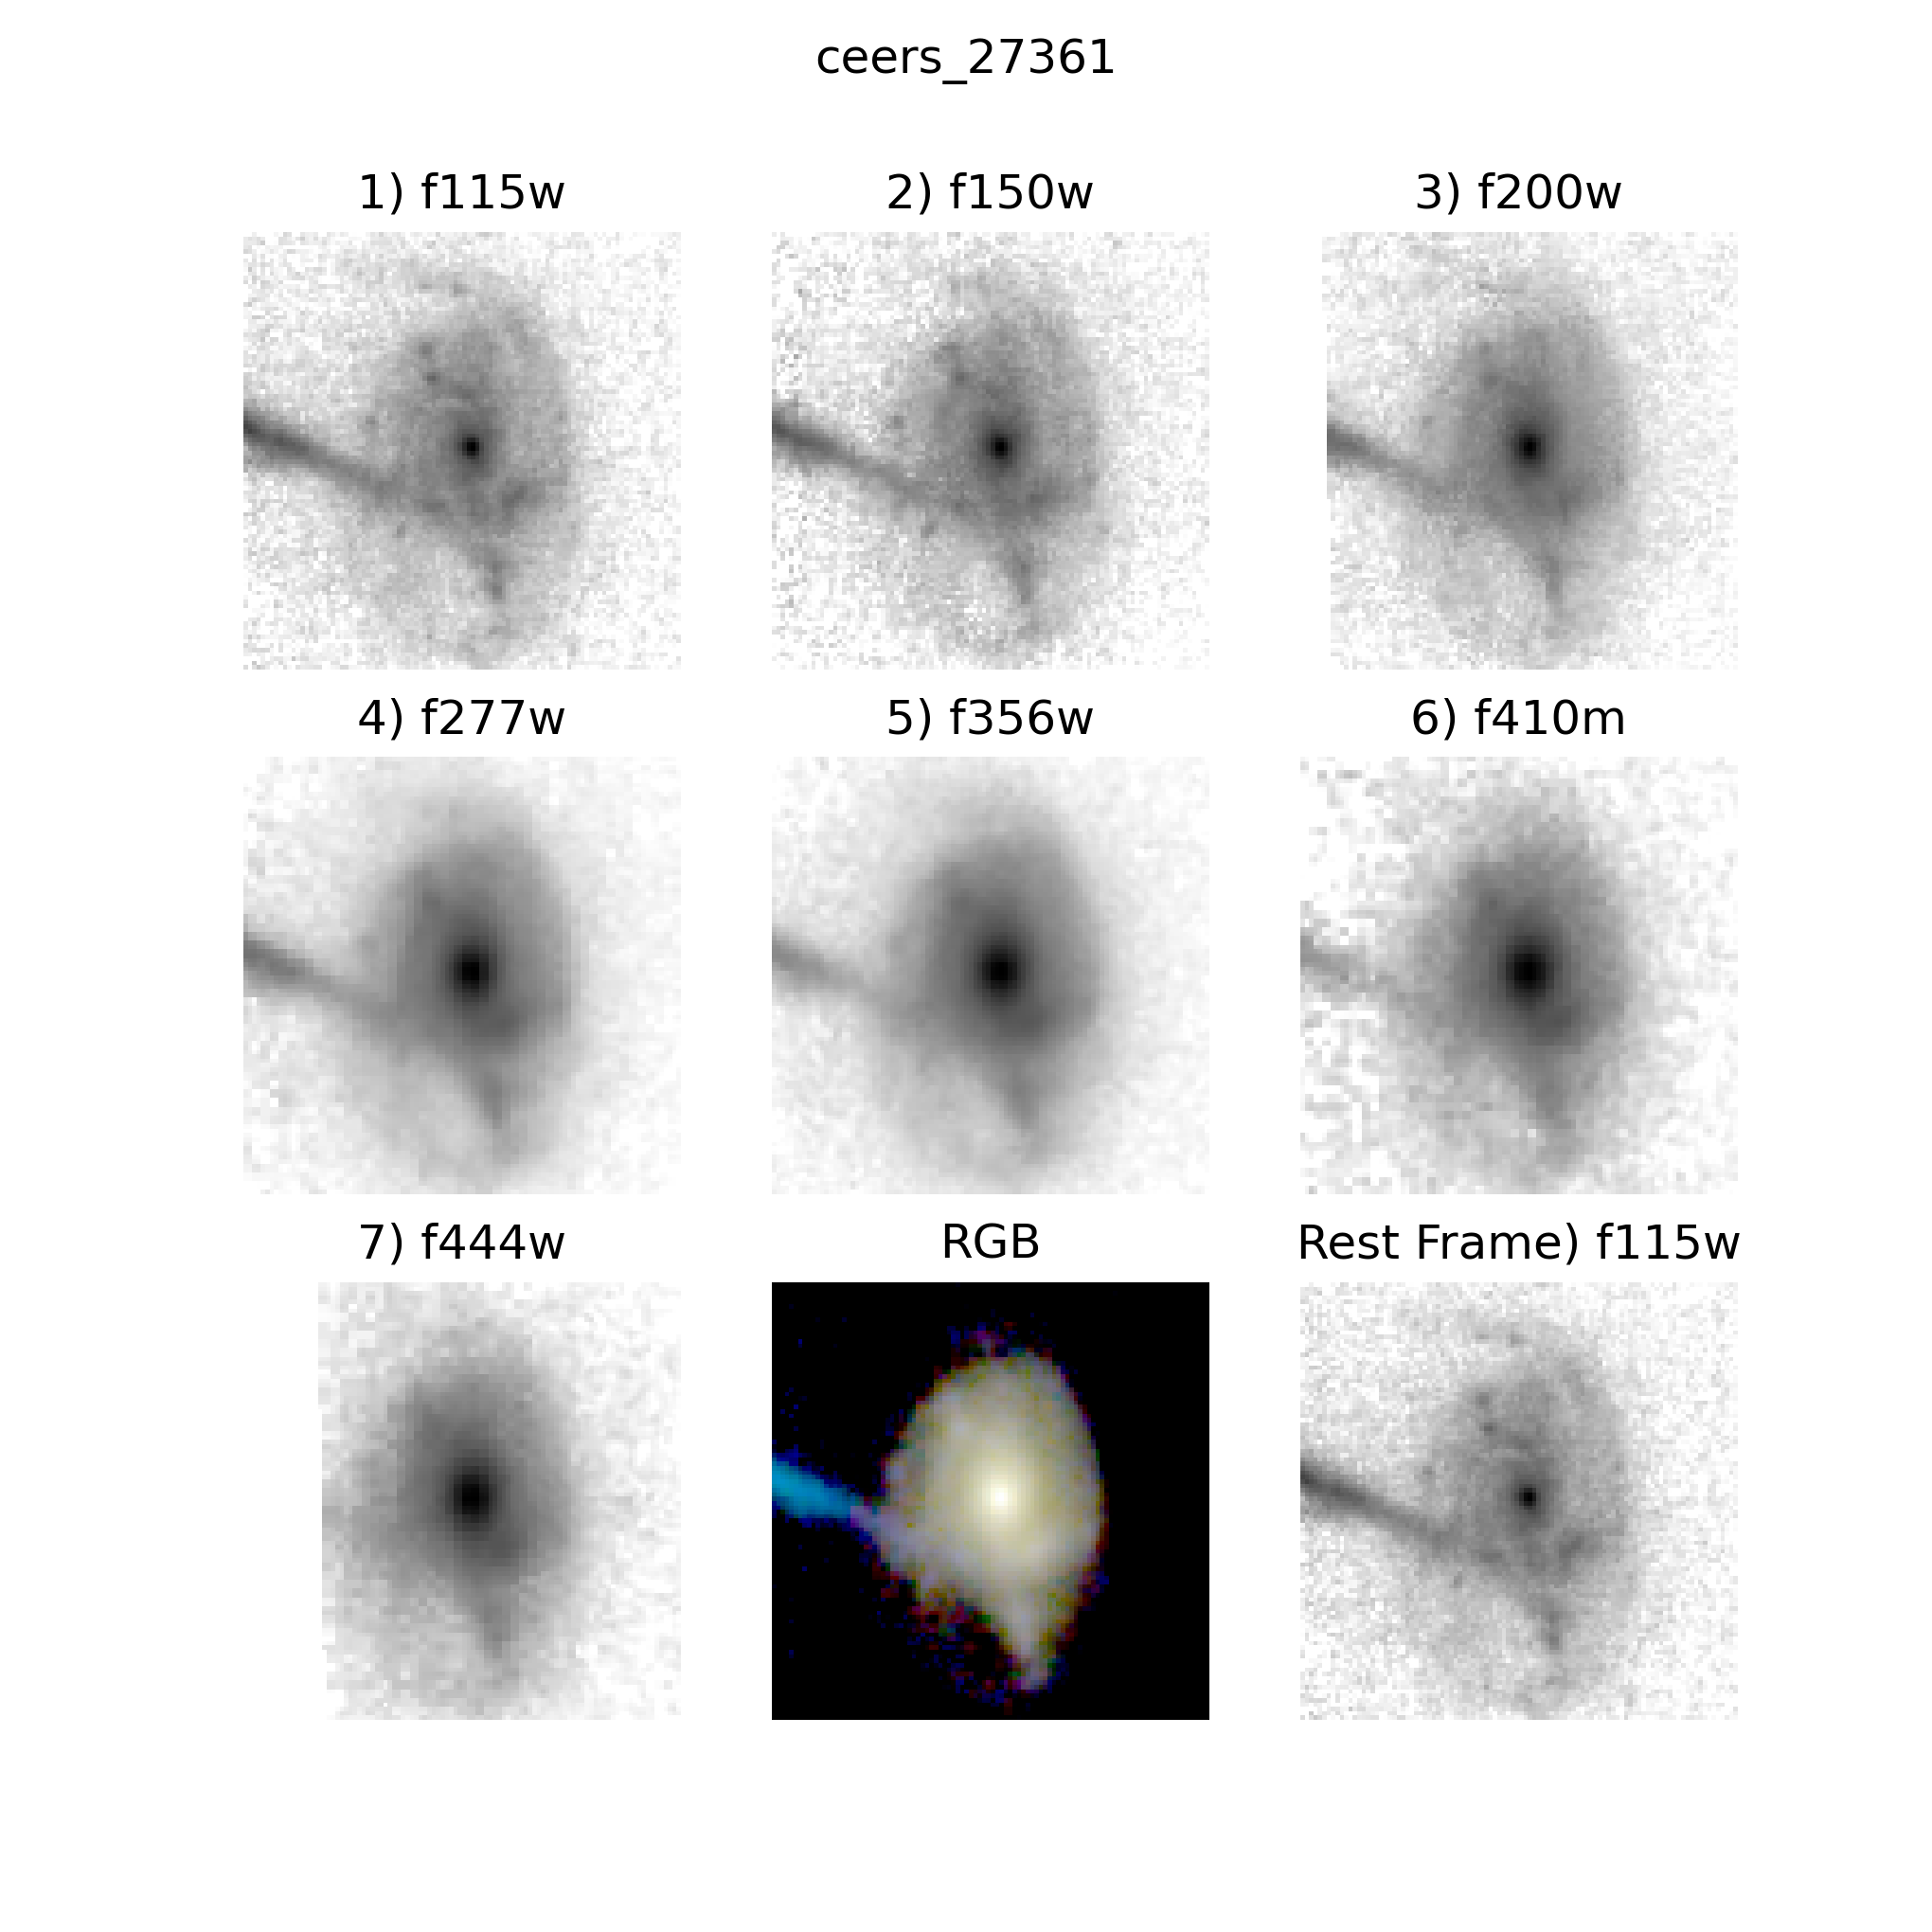 ceers_27361
1) f115w
2) f150w
3) f200w
4) f277w
5) f356w
6) f410m
7) f444w
RGB
Rest Frame) f115w